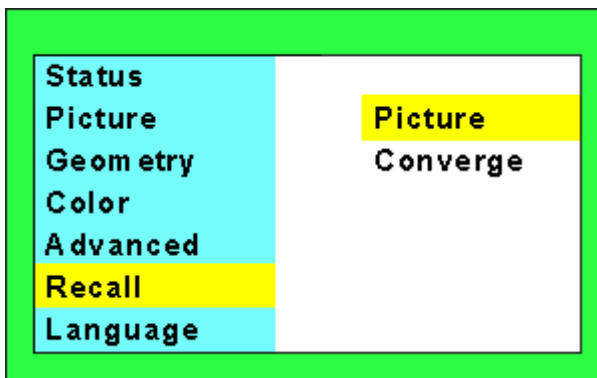 Status
Picture
Geometry
Color
Advanced
Recall
Language
Picture
Converge